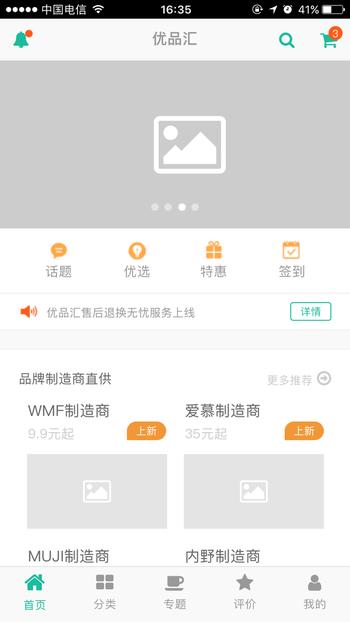 中国电信 16:35 41%
优品汇 3
话题 优选 特惠 签到
优品汇售后退换无忧服务上线 详情
品牌制造商直供 更多推荐
WMF制造商 爱慕制造商
9.9元起 上新 35元起 上新
MUJI制造商 内野制造商
首页 分类 专题 评价 我的